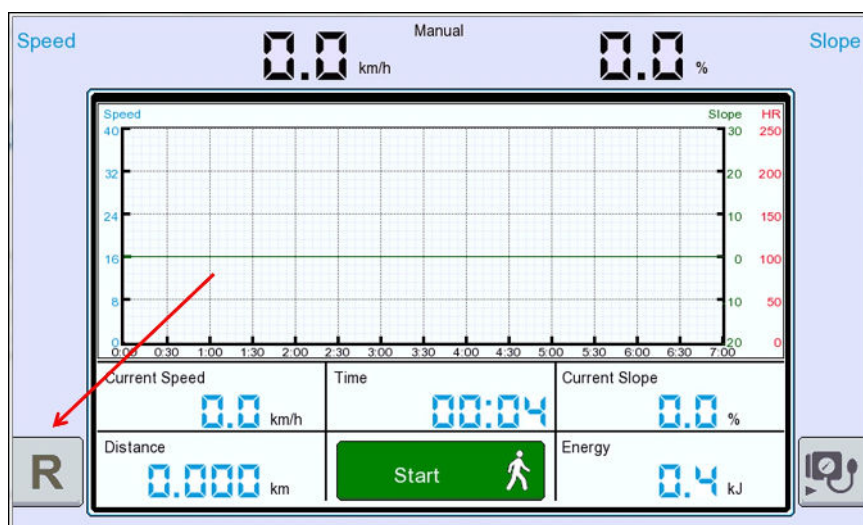 Manual
Speed 0.0 km/h 0.0 % Slope
Speed Slope HR
40 30 250
32 20 200
24 10 150
16 0 100
8 10 50
0 20 0
0:00 0:30 1:00 1:30 2:00 2:30 3:00 3:30 4:00 4:30 5:00 5:30 6:00 6:30 7:00
Current Speed Time Current Slope
0.0 km/h 00:04 0.0 %
Distance Energy
R 0.000 km Start 0.4 kJ